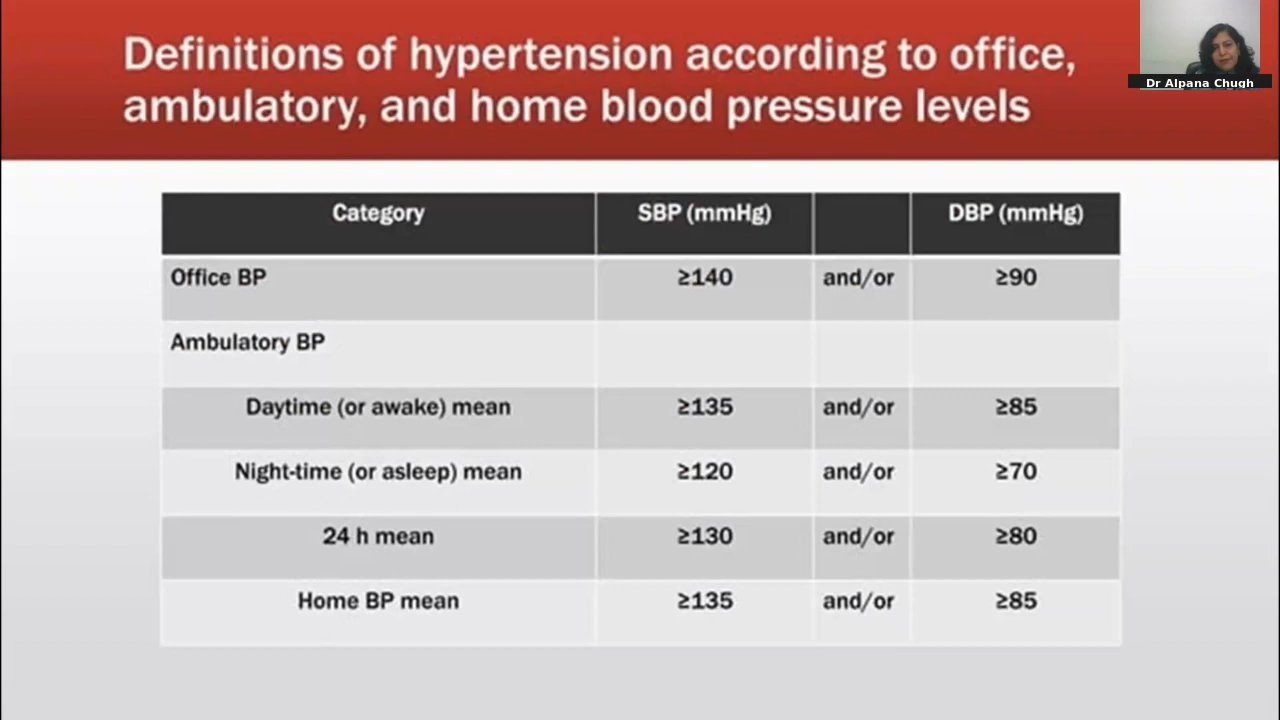 Definitions of hypertension according to office,
ambulatory, and home blood pressure levels
Dr Alpana Chugh
Category SBP (mmHg) DBP (mmHg)
Office BP ≥140 and/or ≥90
Ambulatory BP
Daytime (or awake) mean ≥135 and/or ≥85
Night-time (or asleep) mean ≥120 and/or ≥70
24 h mean ≥130 and/or ≥80
Home BP mean ≥135 and/or ≥85